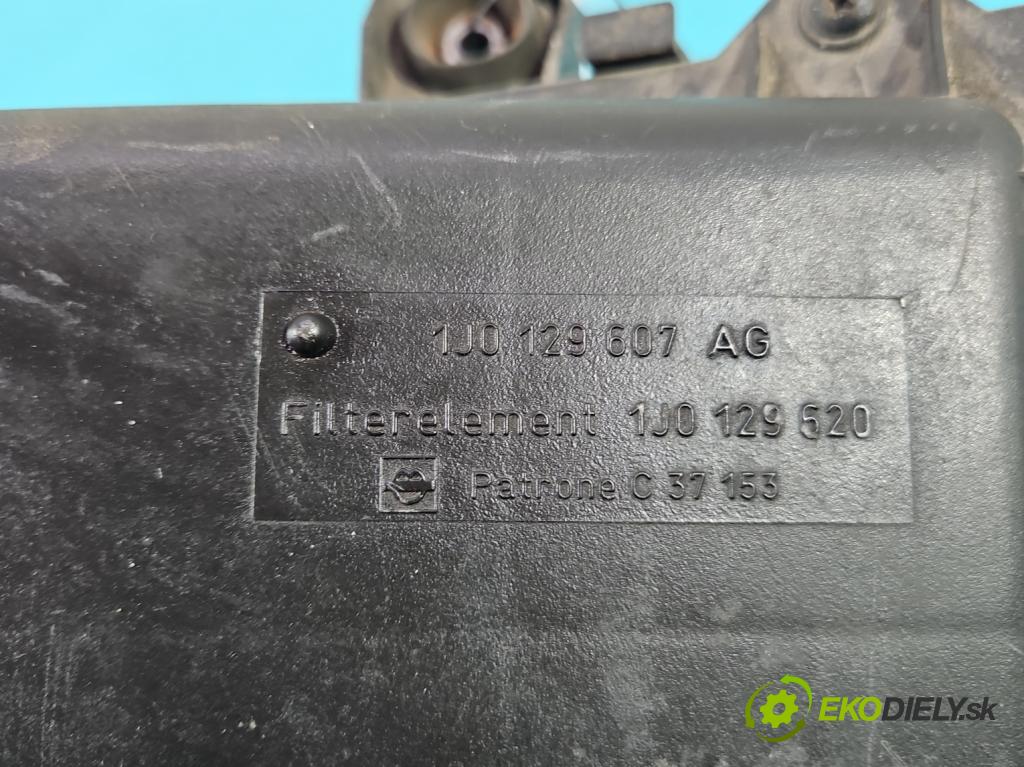 1J0 129 607 AG
Filterelement 1J0 129 620
Patrone C 37 153
EKODIELY.sk